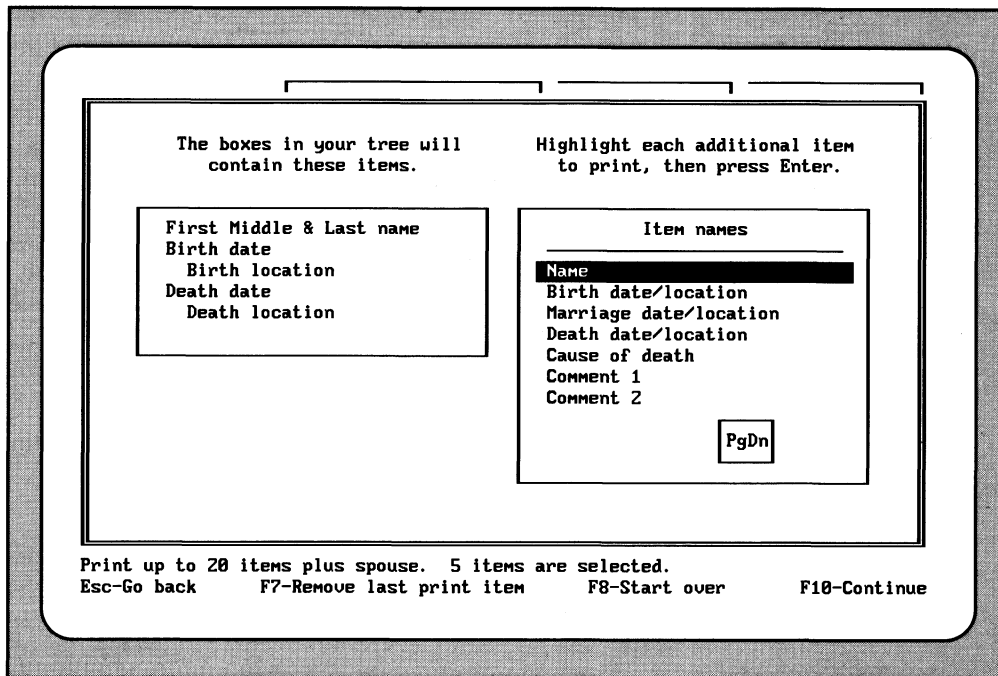 The boxes in your tree will
contain these items.
First Middle & Last name
Birth date
Birth location
Death date
Death location
Highlight each additional item
to print, then press Enter.
Item names
Name
Birth date/location
Marriage date/location
Death date/location
Cause of death
Comment 1
Comment 2
PgDn
Print up to 20 items plus spouse. 5 items are selected.
Esc-Go back F7-Remove last print item F8-Start over F10-Continue